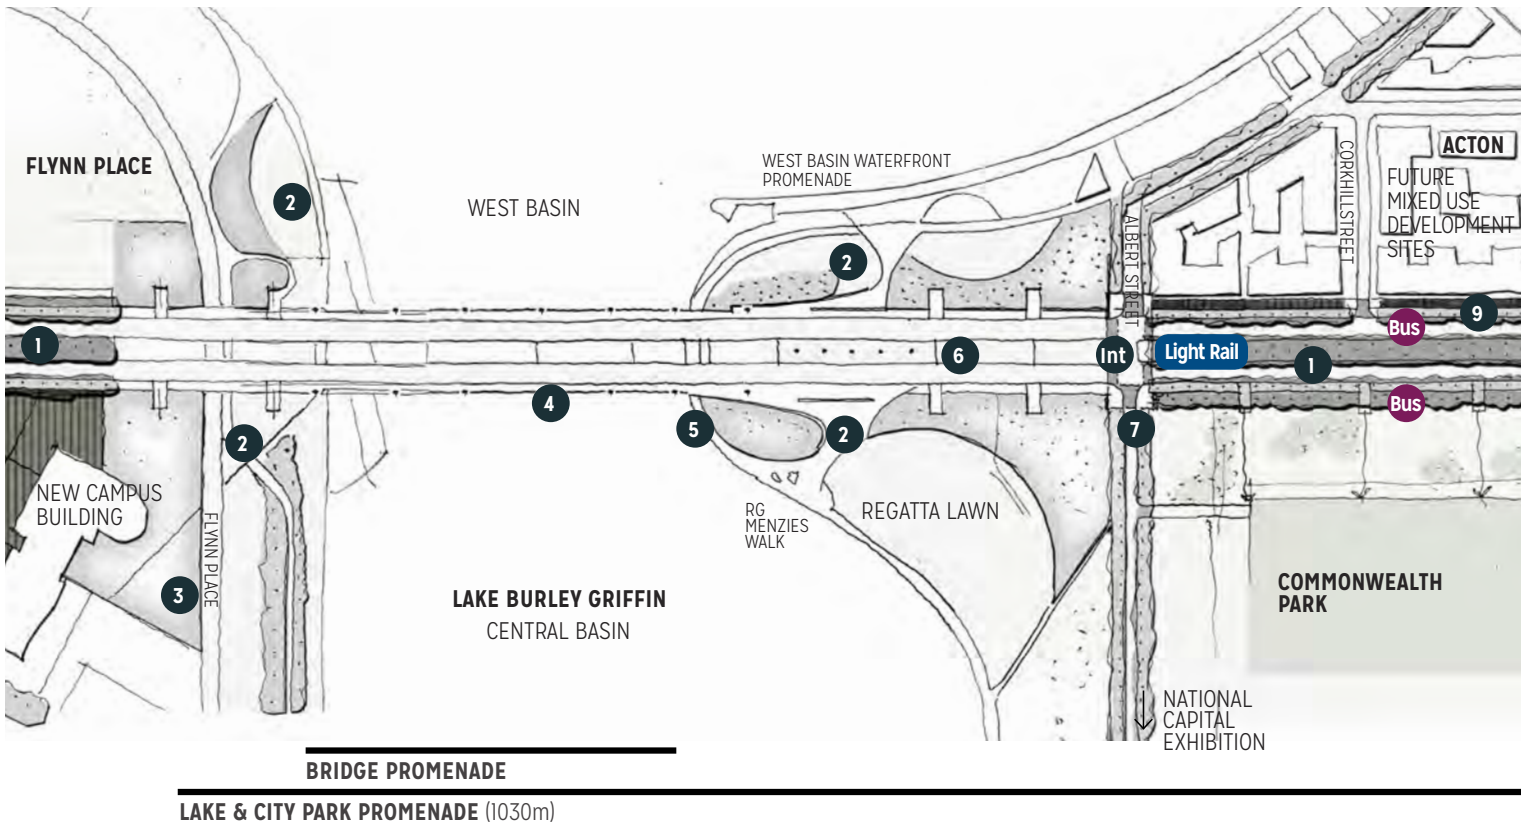 FLYNN PLACE
2
WEST BASIN
WEST BASIN WATERFRONT
PROMENADE
2
ALBERT STREET
CORKHILLSTREET
ACTON
FUTURE
MIXED USE
DEVELOPMENT
SITES
1
6
Int
Light Rail
1
Bus
9
Bus
4
5
2
7
2
NEW CAMPUS
BUILDING
FLYNN PLACE
3
RG
MENZIES
WALK
REGATTA LAWN
LAKE BURLEY GRIFFIN
CENTRAL BASIN
COMMONWEALTH
PARK
NATIONAL
CAPITAL
EXHIBITION
BRIDGE PROMENADE
LAKE & CITY PARK PROMENADE (1030m)